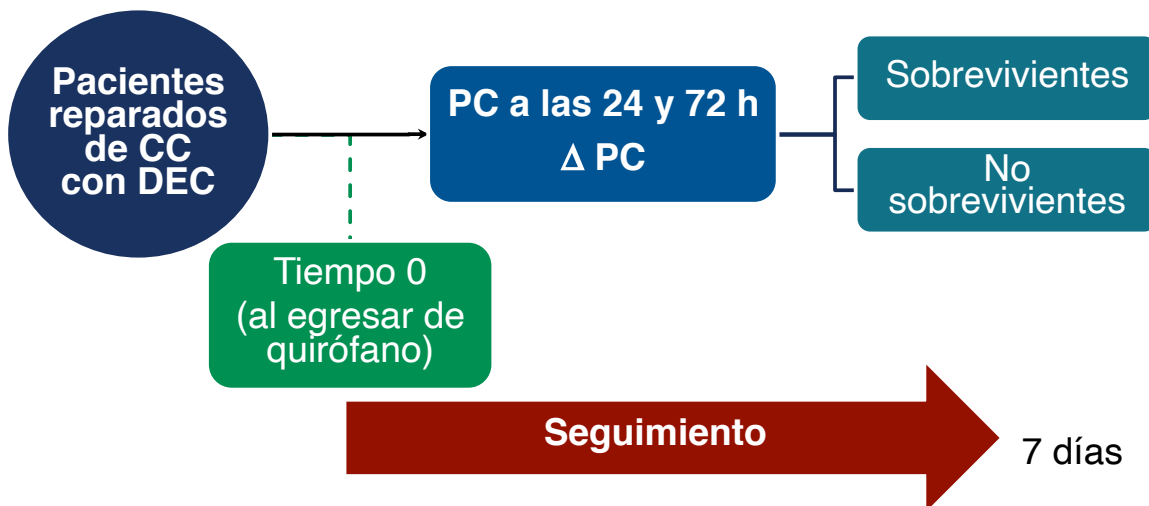 Pacientes
reparados
de CC
con DEC
PC a las 24 y 72 h
Δ PC
Sobrevivientes
No
sobrevivientes
Tiempo 0
(al egresar de
quirófano)
Seguimiento
7 días